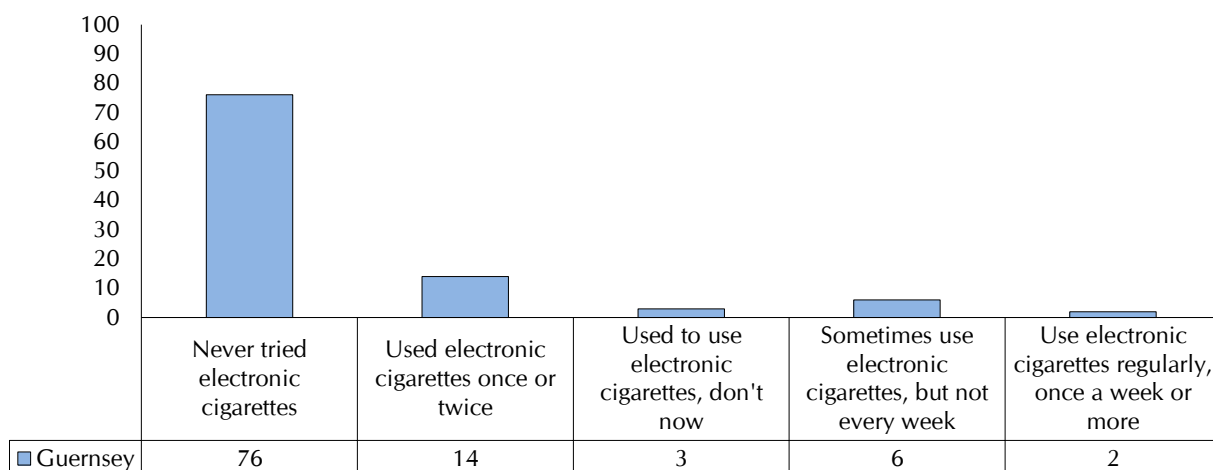 100
90
80
70
60
50
40
30
20
10
0
Never tried
electronic
cigarettes
Used electronic
cigarettes once or
twice
Used to use
electronic
cigarettes, don't
now
Sometimes use
electronic
cigarettes, but not
every week
Use electronic
cigarettes regularly,
once a week or
more
Guernsey 76 14 3 6 2